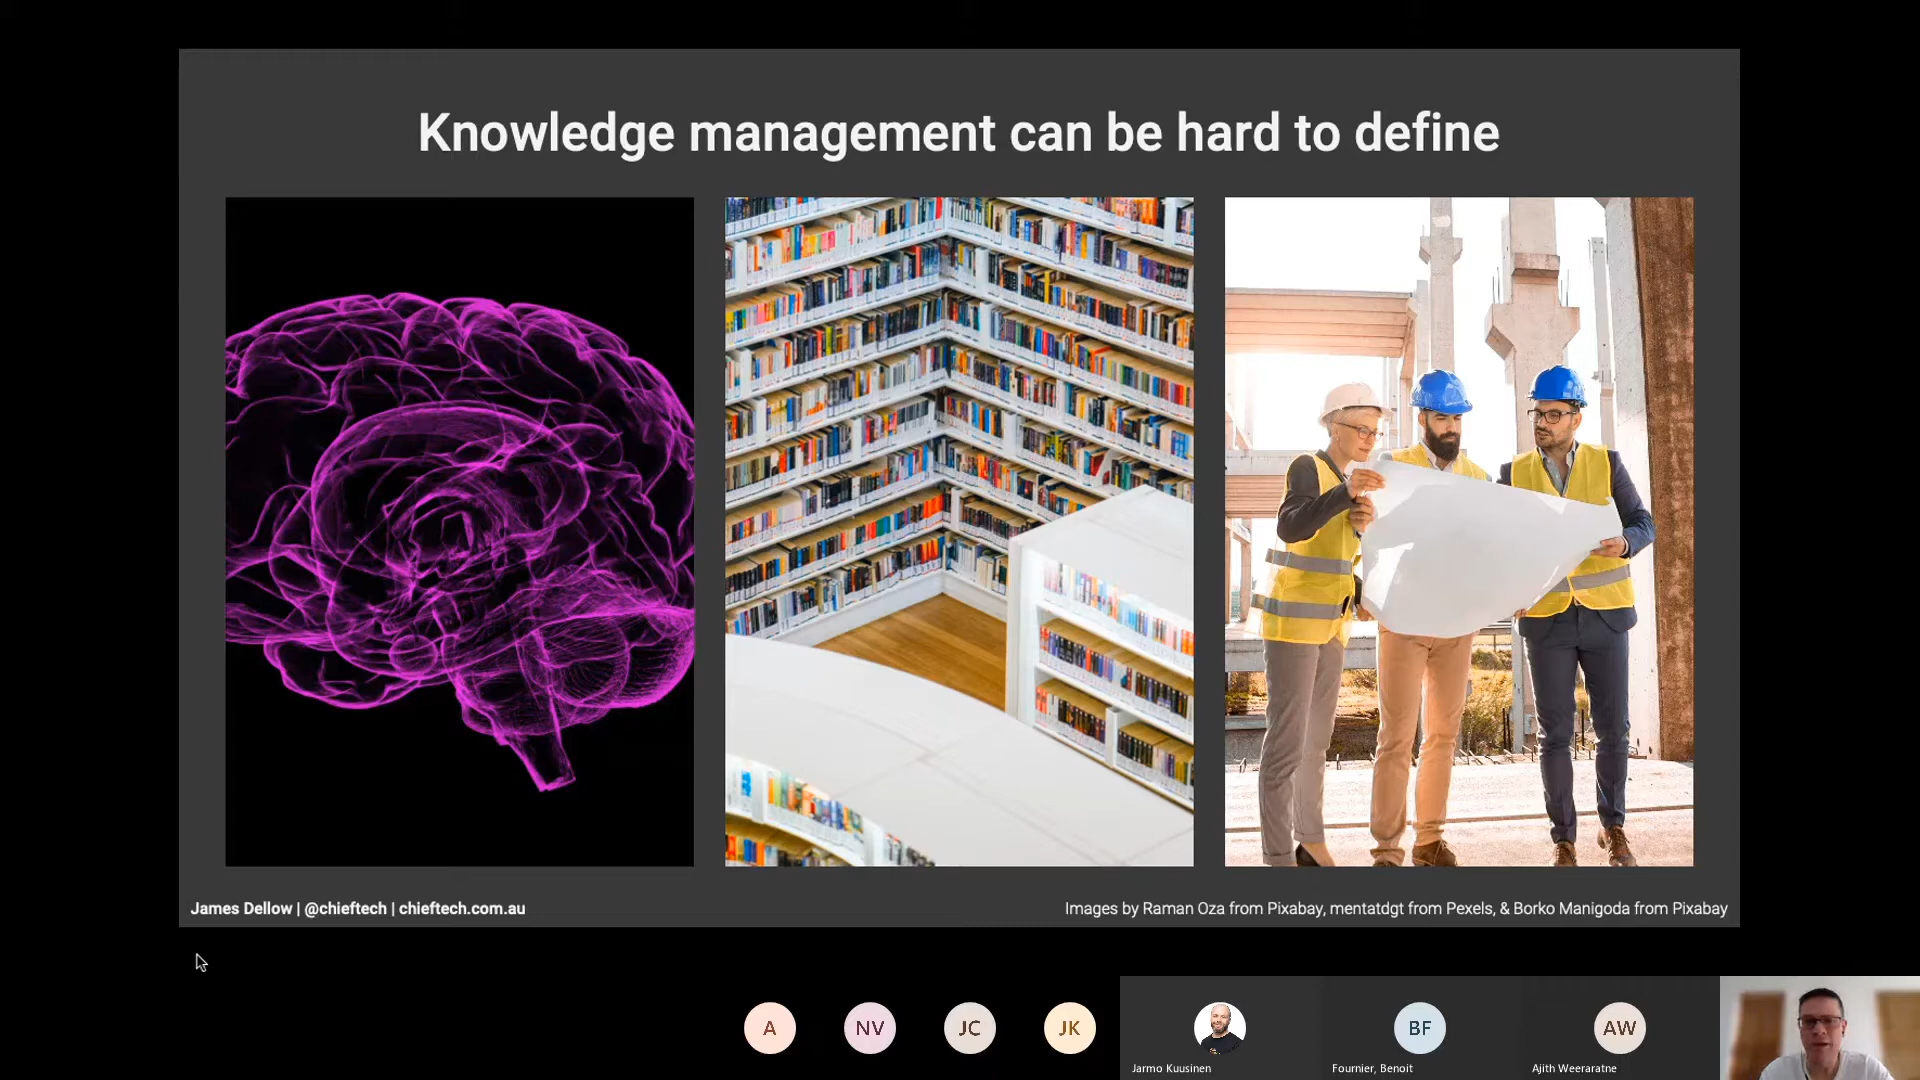 Knowledge management can be hard to define
James Dellow | @chieftech | chieftech.com.au
Images by Raman Oza from Pixabay, mentatdgt from Pexels, & Borko Manigoda from Pixabay
A
NV
JC
JK
BF
AW
Jarmo Kuusinen
Fournier, Benoit
Ajith Weeraratne